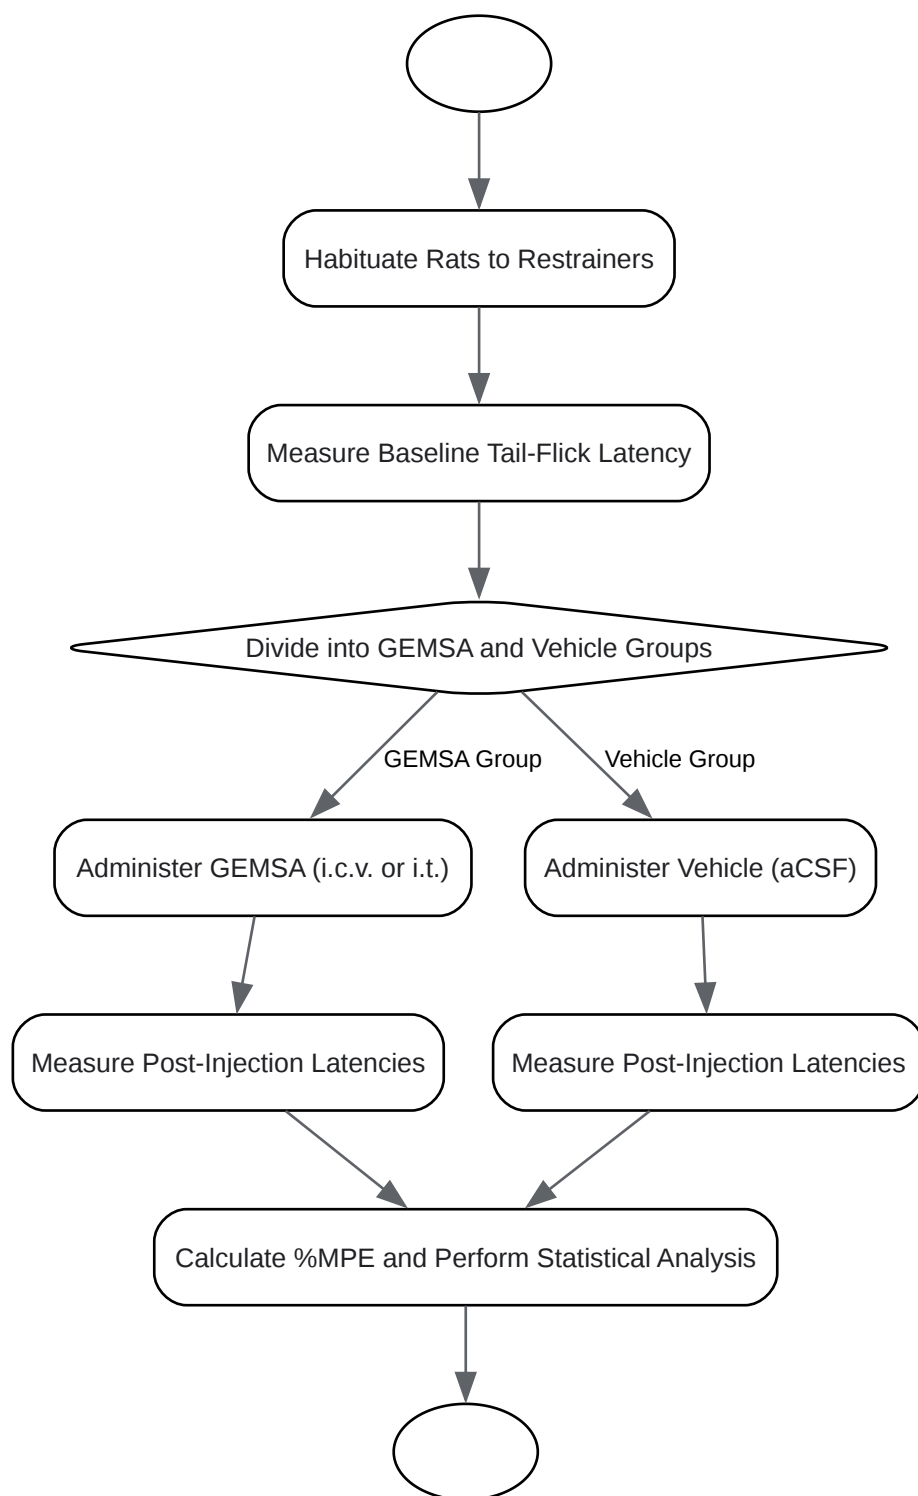 Habituate Rats to Restrainers
Measure Baseline Tail-Flick Latency
Divide into GEMSA and Vehicle Groups
GEMSA Group
Vehicle Group
Administer GEMSA (i.c.v. or i.t.)
Administer Vehicle (aCSF)
Measure Post-Injection Latencies
Measure Post-Injection Latencies
Calculate %MPE and Perform Statistical Analysis